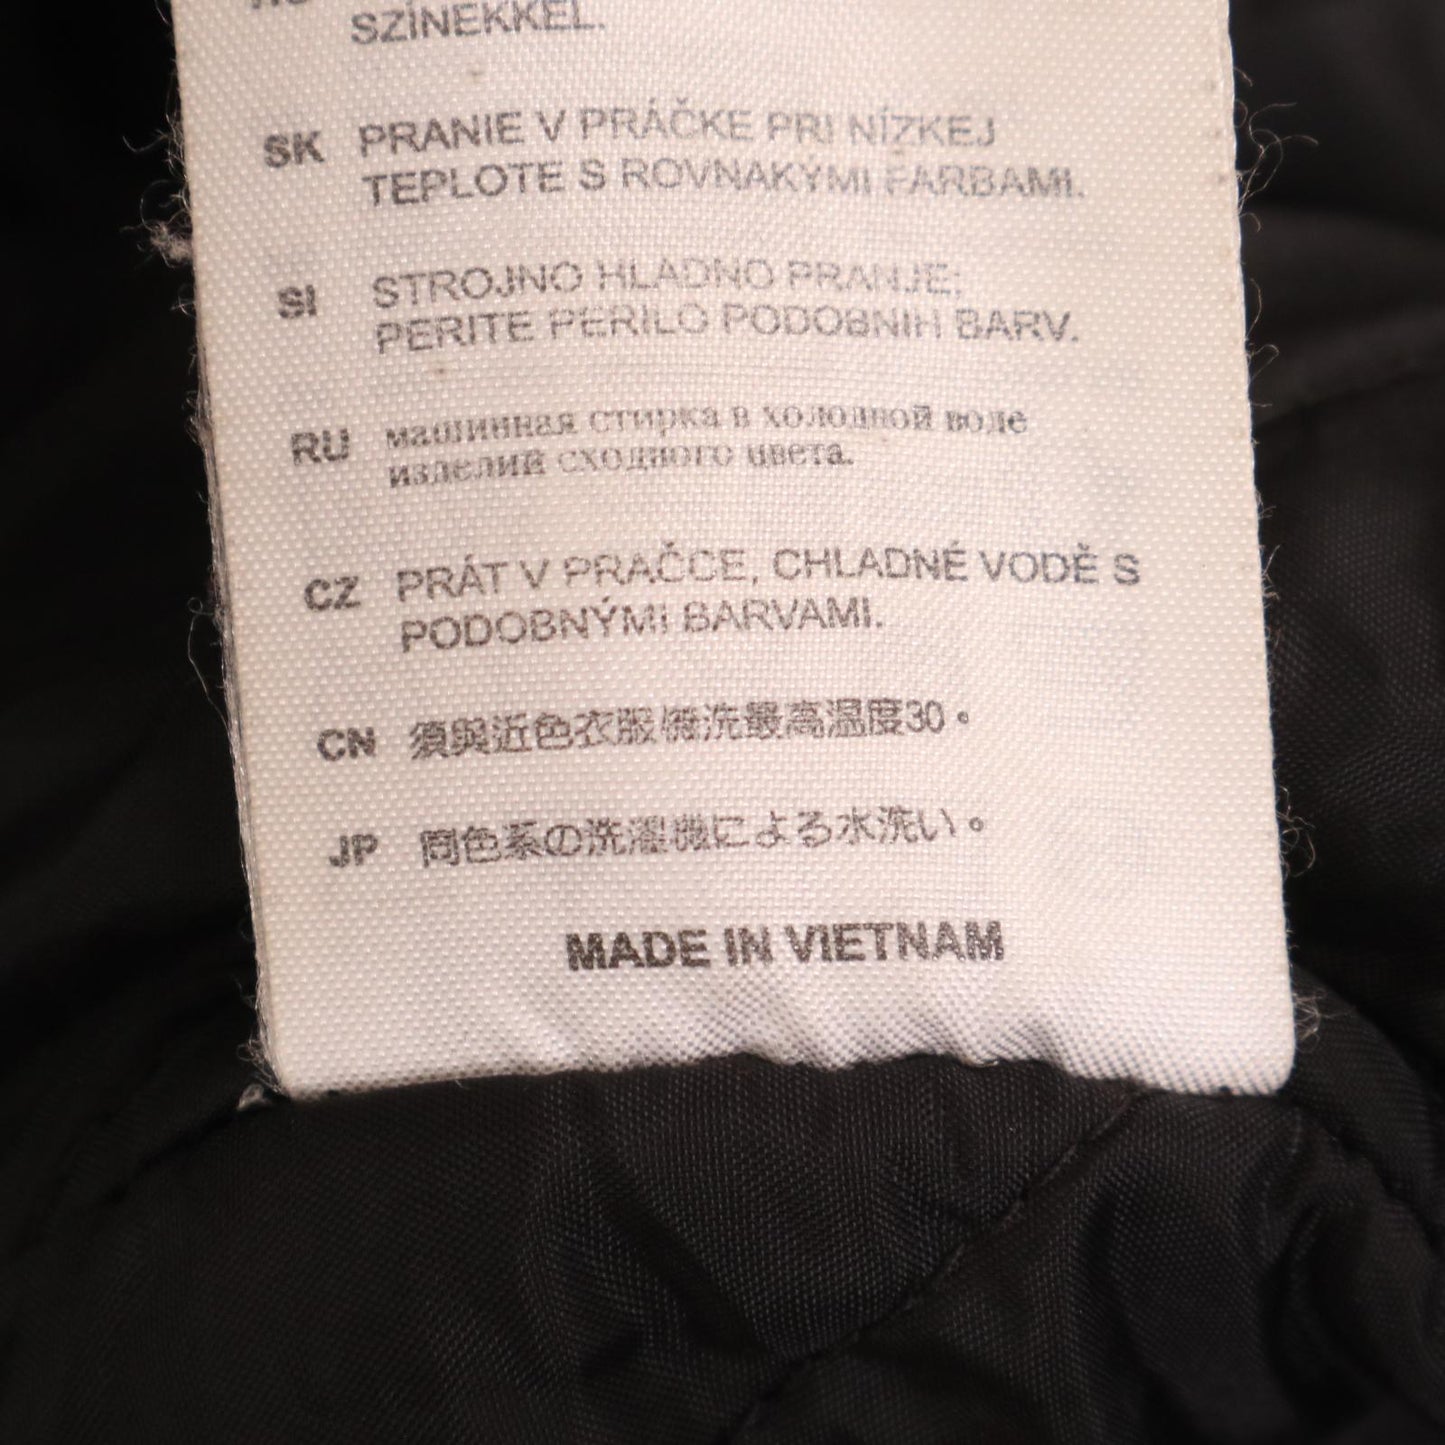 SZÍNEKKEL.
SK PRANIE V PRÁČKE PRI NÍZKEJ
TEPLOTE S ROVNAKÝMI FARBAMI.
SI STROJNO HLADNO PRANJE;
PERITE PERILO PODOBNIH BARV.
RU машинная стирка в холодной воде
изделий сходного цвета.
CZ PRÁT V PRAČCE, CHLADNÉ VODĚ S
PODOBNÝMI BARVAMI.
CN 須與近色衣服機洗最高温度30。
JP 同色系の洗濯機による水洗い。
MADE IN VIETNAM